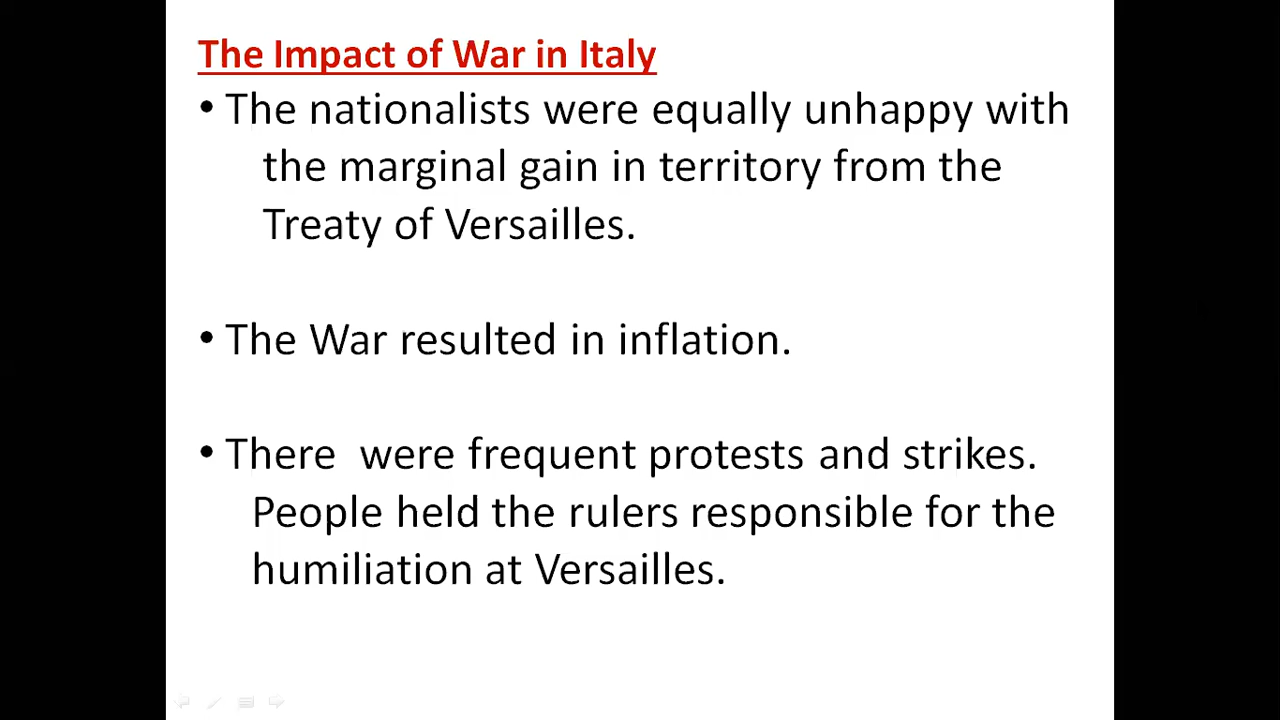 The Impact of War in Italy
• The nationalists were equally unhappy with
the marginal gain in territory from the
Treaty of Versailles.
• The War resulted in inflation.
• There  were frequent protests and strikes.
People held the rulers responsible for the
humiliation at Versailles.